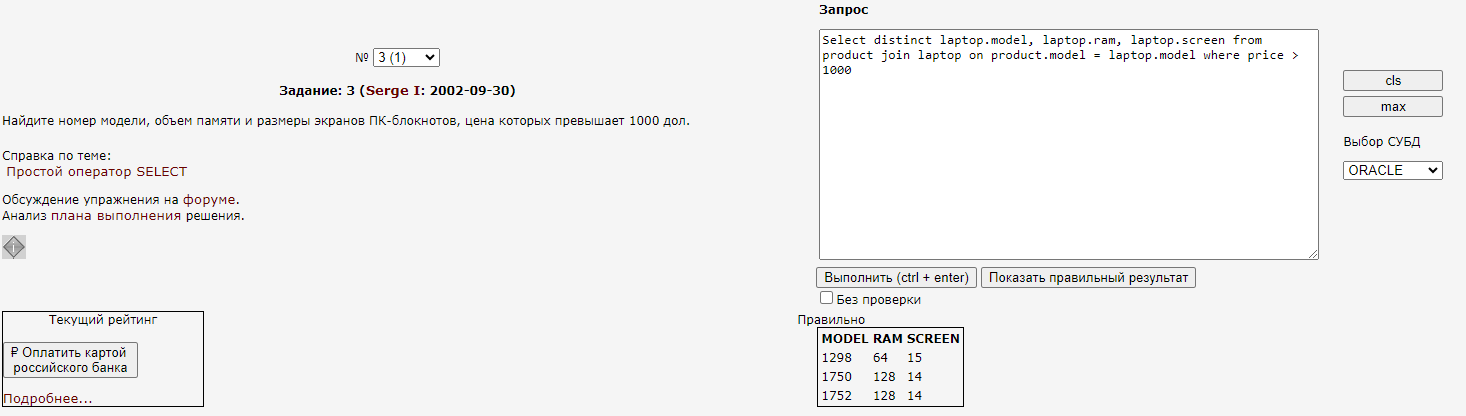 № 3 (1)
Задание: 3 (Serge I: 2002-09-30)
Найдите номер модели, объем памяти и размеры экранов ПК-блокнотов, цена которых превышает 1000 дол.
Справка по теме:
Простой оператор SELECT
Обсуждение упражнения на форуме.
Анализ плана выполнения решения.
Текущий рейтинг
₽ Оплатить картой
российского банка
Подробнее...
Запрос
Select distinct laptop.model, laptop.ram, laptop.screen from
product join laptop on product.model = laptop.model where price >
1000
cls
max
Выбор СУБД
ORACLE
Выполнить (ctrl + enter) Показать правильный результат
Без проверки
Правильно
MODEL RAM SCREEN
1298 64 15
1750 128 14
1752 128 14